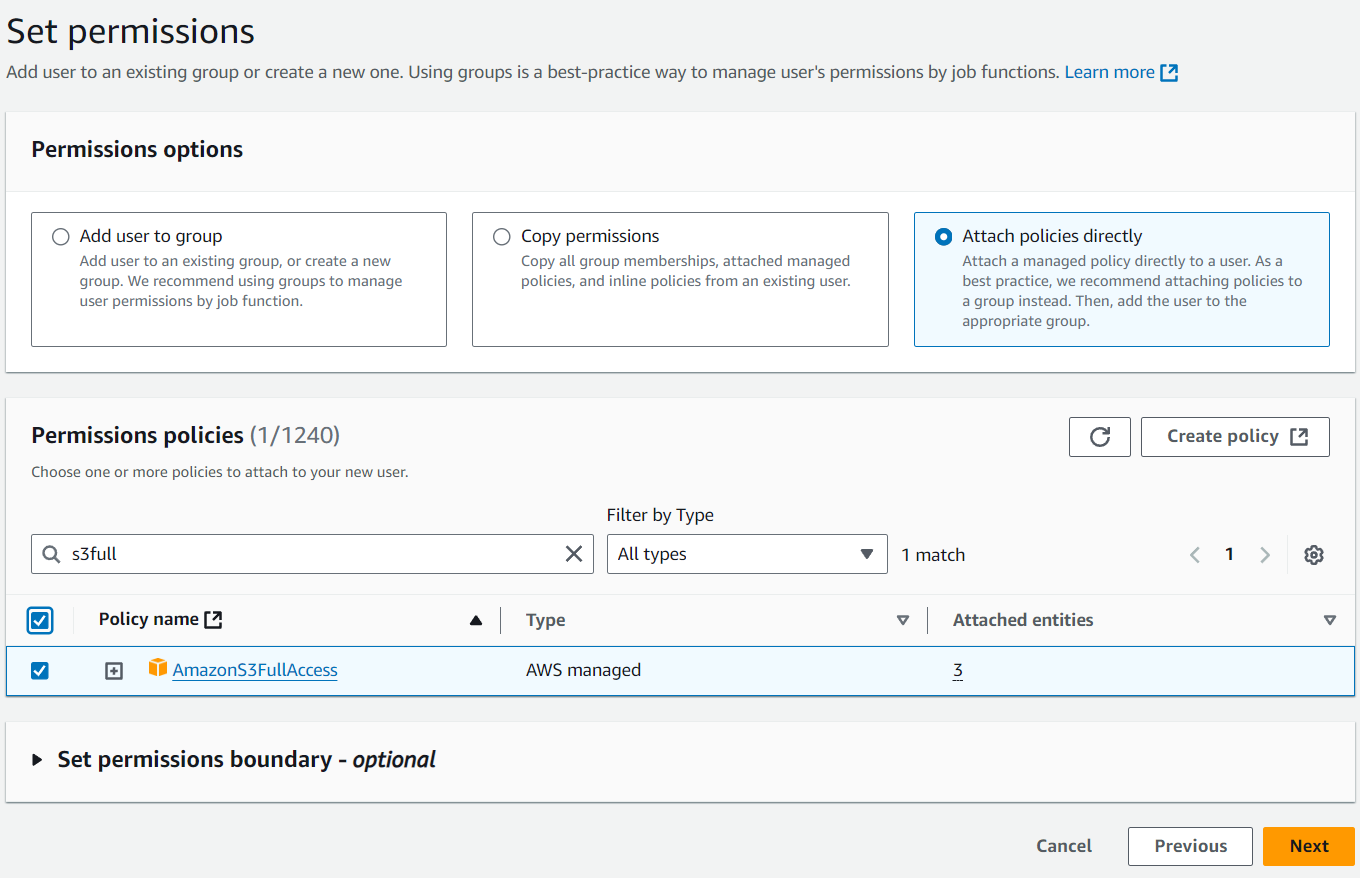 Set permissions
Add user to an existing group or create a new one. Using groups is a best-practice way to manage user's permissions by job functions. Learn more
Permissions options
Add user to group
Add user to an existing group, or create a new
group. We recommend using groups to manage
user permissions by job function.
Copy permissions
Copy all group memberships, attached managed
policies, and inline policies from an existing user.
Attach policies directly
Attach a managed policy directly to a user. As a
best practice, we recommend attaching policies to
a group instead. Then, add the user to the
appropriate group.
Permissions policies (1/1240)
Create policy
Choose one or more policies to attach to your new user.
Filter by Type
s3full
All types
1 match
1
Policy name
Type
Attached entities
AmazonS3FullAccess
AWS managed
3
Set permissions boundary - optional
Cancel
Previous
Next